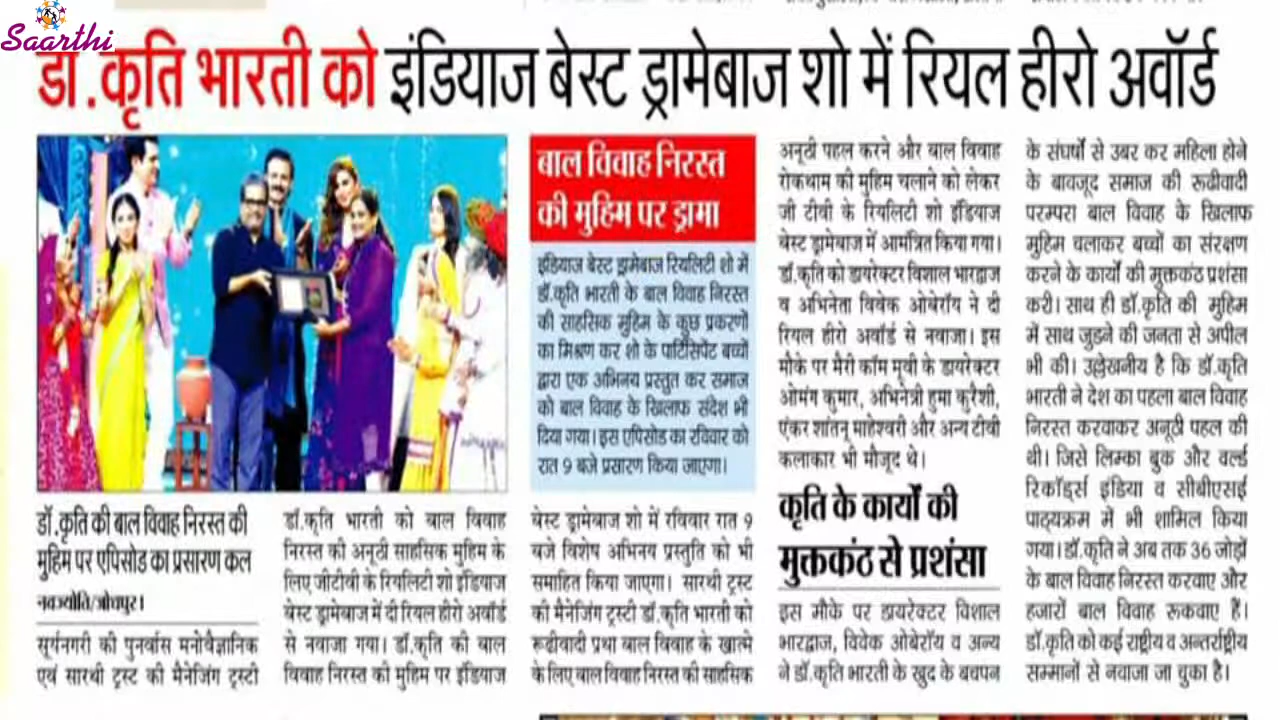 Saarthi
डॉ.कृति भारती को इंडियाज बेस्ट ड्रामेबाज शो में रियल हीरो अवॉर्ड
डॉ.कृति की बाल विवाह निरस्त की
मुहिम पर एपिसोड का प्रसारण कल
नवज्योति/जोधपुर।
सूर्यनगरी की पुनर्वास मनोवैज्ञानिक
एवं सारथी ट्रस्ट की मैनेजिंग ट्रस्टी
डॉ.कृति भारती को बाल विवाह
निरस्त की अनूठी साहसिक मुहिम के
लिए जीटीवी के रियलिटी शो इंडियाज
बेस्ट ड्रामेबाज में दी रियल हीरो अवॉर्ड
से नवाजा गया। डॉ.कृति की बाल
विवाह निरस्त की मुहिम पर इंडियाज
बाल विवाह निरस्त
की मुहिम पर ड्रामा
इंडियाज बेस्ट ड्रामेबाज रियलिटी शो में
डॉ.कृति भारती के बाल विवाह निरस्त
की साहसिक मुहिम के कुछ प्रकरणों
का मिश्रण कर शो के पार्टिसिपेंट बच्चों
द्वारा एक अभिनय प्रस्तुत कर समाज
को बाल विवाह के खिलाफ संदेश भी
दिया गया। इस एपिसोड का रविवार को
रात 9 बजे प्रसारण किया जाएगा।
बेस्ट ड्रामेबाज शो में रविवार रात 9
बजे विशेष अभिनय प्रस्तुति को भी
समाहित किया जाएगा। सारथी ट्रस्ट
की मैनेजिंग ट्रस्टी डॉ.कृति भारती को
रूढीवादी प्रथा बाल विवाह के खात्मे
के लिए बाल विवाह निरस्त की साहसिक
अनूठी पहल करने और बाल विवाह
रोकथाम की मुहिम चलाने को लेकर
जी टीवी के रियलिटी शो इंडियाज
बेस्ट ड्रामेबाज में आमंत्रित किया गया।
डॉ.कृति को डायरेक्टर विशाल भारद्वाज
व अभिनेता विवेक ओबेरॉय ने दी
रियल हीरो अवॉर्ड से नवाजा। इस
मौके पर मैरी कॉम मूवी के डायरेक्टर
ओमंग कुमार, अभिनेत्री हुमा कुरैशी,
एंकर शांतनू माहेश्वरी और अन्य टीवी
कलाकार भी मौजूद थे।
कृति के कार्यों की
मुक्तकंठ से प्रशंसा
इस मौके पर डायरेक्टर विशाल
भारद्वाज, विवेक ओबेरॉय व अन्य
ने डॉ.कृति भारती के खुद के बचपन
के संघर्षों से उबर कर महिला होने
के बावजूद समाज की रूढीवादी
परम्परा बाल विवाह के खिलाफ
मुहिम चलाकर बच्चों का संरक्षण
करने के कार्यों की मुक्तकंठ प्रशंसा
करी। साथ ही डॉ.कृति की मुहिम
में साथ जुडने की जनता से अपील
भी की। उल्लेखनीय है कि डॉ.कृति
भारती ने देश का पहला बाल विवाह
निरस्त करवाकर अनूठी पहल की
थी। जिसे लिम्का बुक और वर्ल्ड
रिकॉर्ड्स इंडिया व सीबीएसई
पाठ्यक्रम में भी शामिल किया
गया। डॉ.कृति ने अब तक 36 जोड़ों
के बाल विवाह निरस्त करवाए और
हजारों बाल विवाह रूकवाए हैं।
डॉ.कृति को कई राष्ट्रीय व अन्तर्राष्ट्रीय
सम्मानों से नवाजा जा चुका है।